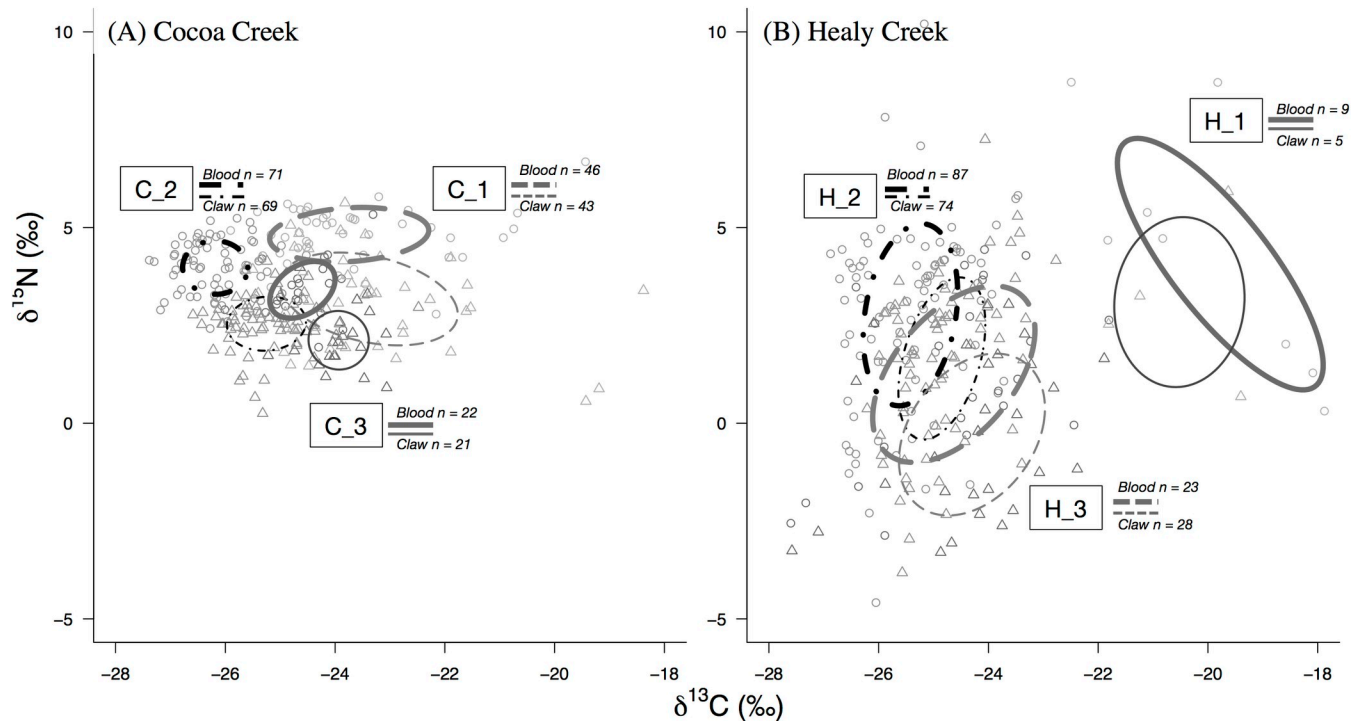 (A) Cocoa Creek
(B) Healy Creek
10
5
0
−5
δ¹⁵N (‰)
C_2
Blood n = 71
Claw n = 69
C_1
Blood n = 46
Claw n = 43
C_3
Blood n = 22
Claw n = 21
−28 −26 −24 −22 −20 −18
10
5
0
−5
H_1
Blood n = 9
Claw n = 5
H_2
Blood n = 87
Claw = 74
H_3
Blood n = 23
Claw n = 28
−28 −26 −24 −22 −20 −18
δ¹³C (‰)